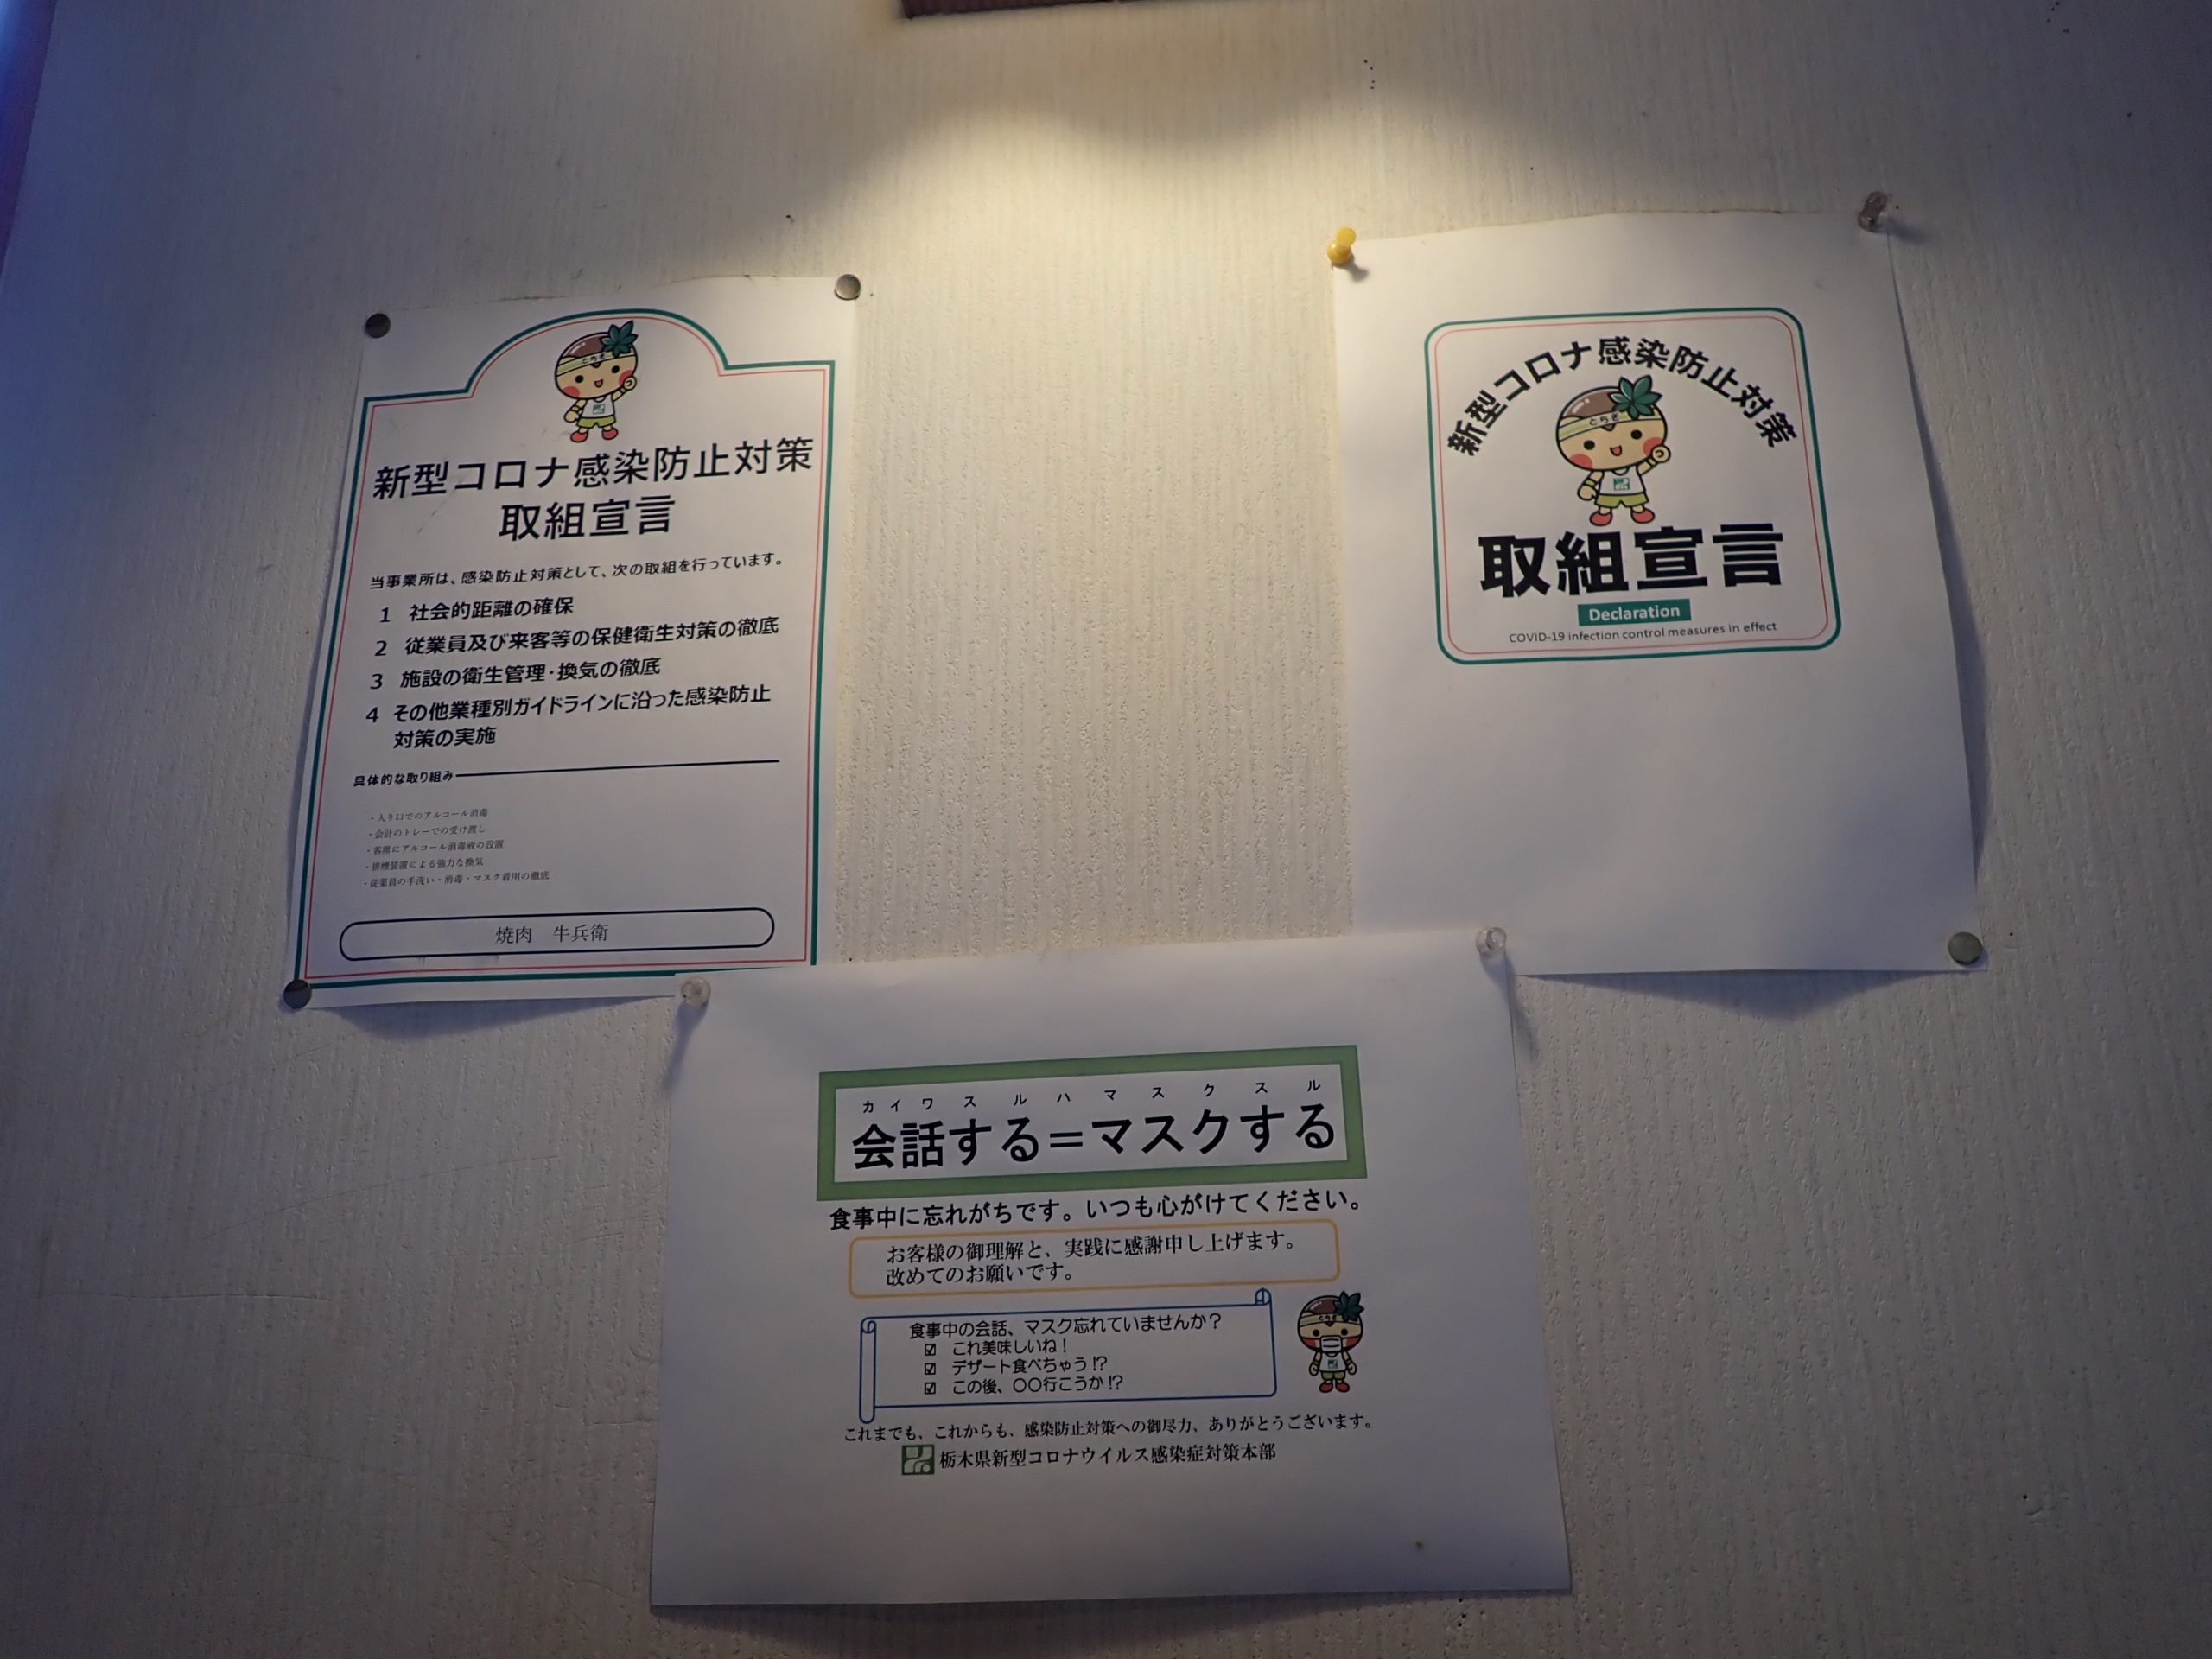 とちぎ
新型コロナ感染防止対策
取組宣言
当事業所は、感染防止対策として、次の取組を行っています。
1 社会的距離の確保
2 従業員及び来客等の保健衛生対策の徹底
3 施設の衛生管理・換気の徹底
4 その他業種別ガイドラインに沿った感染防止
対策の実施
具体的な取り組み
・入り口でのアルコール消毒
・会計のトレーでの受け渡し
・客席にアルコール消毒液の設置
・排煙装置による強力な換気
・従業員の手洗い・消毒・マスク着用の徹底
焼肉 牛兵衛
新型コロナ感染防止対策
とちぎ
取組宣言
Declaration
COVID-19 infection control measures in effect
カイワスルハマスクスル
会話する=マスクする
食事中に忘れがちです。いつも心がけてください。
お客様の御理解と、実践に感謝申し上げます。
改めてのお願いです。
食事中の会話、マスク忘れていませんか?
☑ これ美味しいね!
☑ デザート食べちゃう!?
☑ この後、〇〇行こうか!?
とちぎ
これまでも、これからも、感染防止対策への御尽力、ありがとうございます。
栃木県新型コロナウイルス感染症対策本部